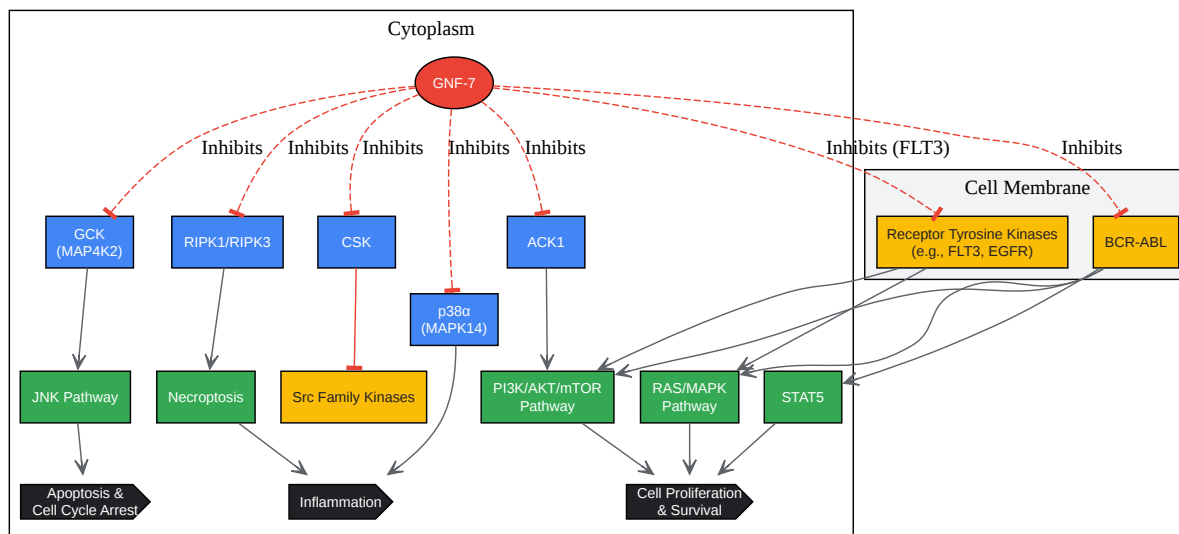 Cytoplasm
GNF-7
Inhibits
Inhibits
Inhibits
Inhibits
Inhibits
Inhibits (FLT3)
Inhibits
Cell Membrane
GCK
(MAP4K2)
RIPK1/RIPK3
CSK
ACK1
Receptor Tyrosine Kinases
(e.g., FLT3, EGFR)
BCR-ABL
p38α
(MAPK14)
JNK Pathway
Necroptosis
Src Family Kinases
PI3K/AKT/mTOR
Pathway
RAS/MAPK
Pathway
STAT5
Apoptosis &
Cell Cycle Arrest
Inflammation
Cell Proliferation
& Survival